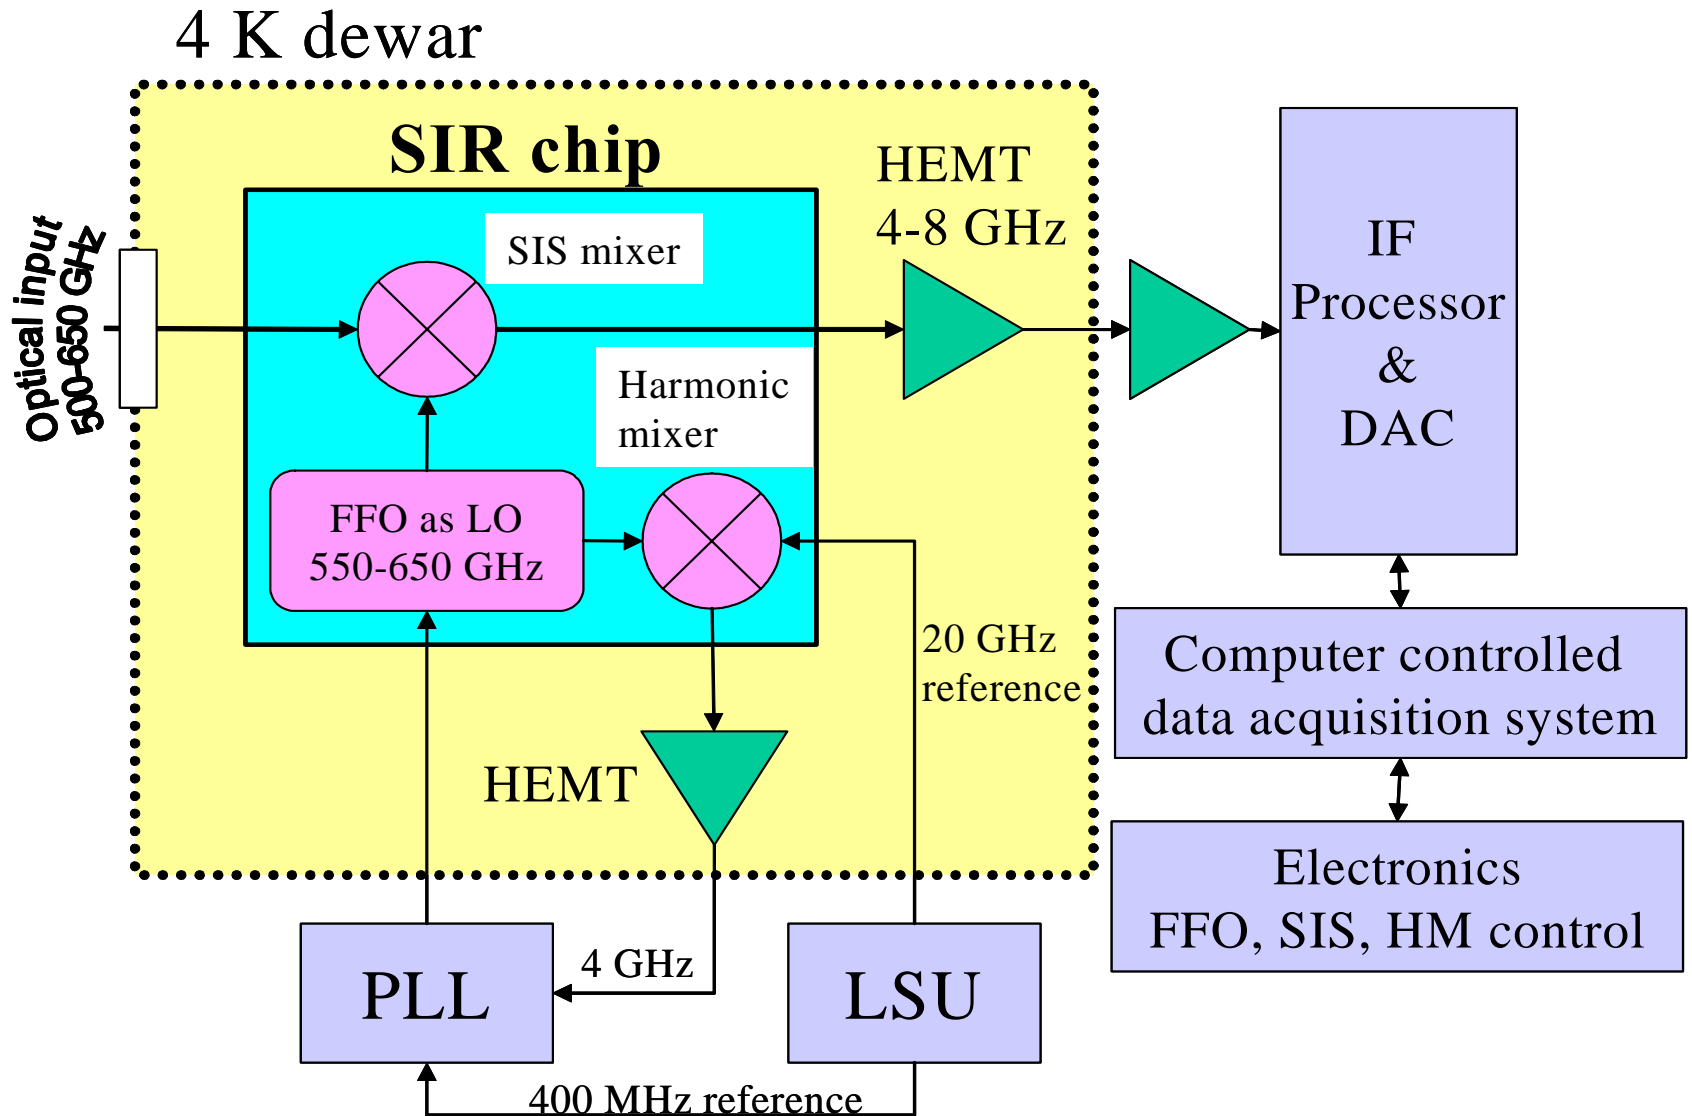 4 K dewar
SIR chip
HEMT
4-8 GHz
SIS mixer
Optical input
500-650 GHz
IF
Processor
&
DAC
Harmonic
mixer
FFO as LO
550-650 GHz
20 GHz
reference
Computer controlled
data acquisition system
HEMT
Electronics
FFO, SIS, HM control
4 GHz
PLL
LSU
400 MHz reference